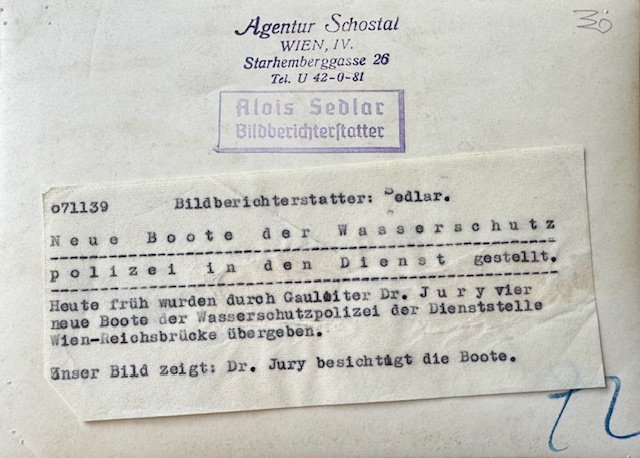 Agentur Schostal
WIEN, IV.
Starhemberggasse 26
Tel. U 42-0-81
30
Alois Sedlar
Bildberichterstatter
071139 Bildberichterstatter: Sedlar.
Neue Boote der Wasserschutz
polizei in den Dienst gestellt.
Heute früh wurden durch Gauleiter Dr. Jury vier
neue Boote der Wasserschutzpolizei der Dienststelle
Wien-Reichsbrücke übergeben.
Unser Bild zeigt: Dr. Jury besichtigt die Boote.